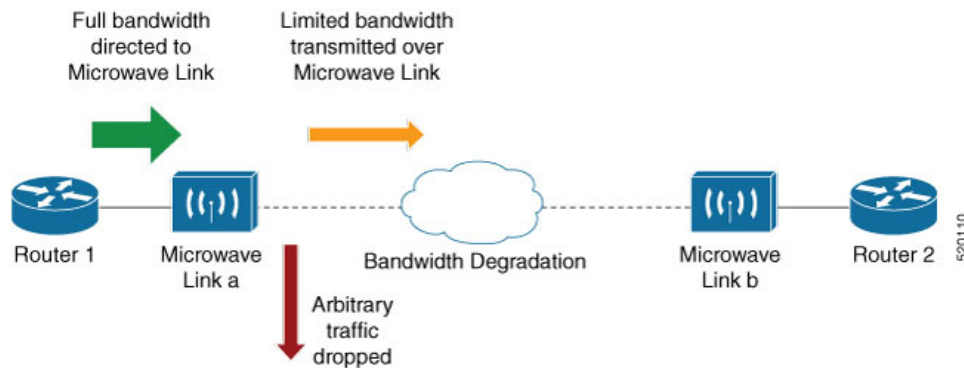 Full bandwidth
directed to
Microwave Link
Limited bandwidth
transmitted over
Microwave Link
Router 1
Microwave
Link a
Bandwidth Degradation
Microwave
Link b
Router 2
Arbitrary
traffic
dropped
520110